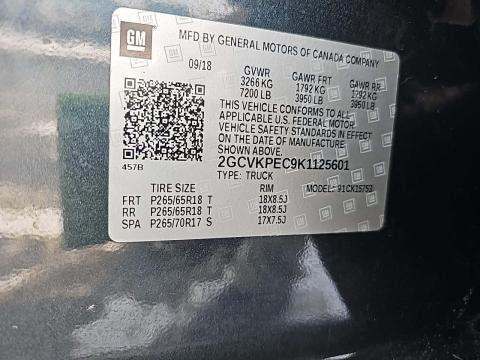 GM
MFD BY GENERAL MOTORS OF CANADA COMPANY
09/18 GVWR GAWR FRT GAWR RR
3266 KG 1792 KG 1792 KG
7200 LB 3950 LB 3950 LB
THIS VEHICLE CONFORMS TO ALL
APPLICABLE U.S. FEDERAL MOTOR
VEHICLE SAFETY STANDARDS IN EFFECT
ON THE DATE OF MANUFACTURE
SHOWN ABOVE.
457B 2GCVKPEC9K1125601
TYPE: TRUCK MODEL: 91CK15753
TIRE SIZE RIM
FRT P265/65R18 T 18X8.5J
RR P265/65R18 T 18X8.5J
SPA P265/70R17 S 17X7.5J